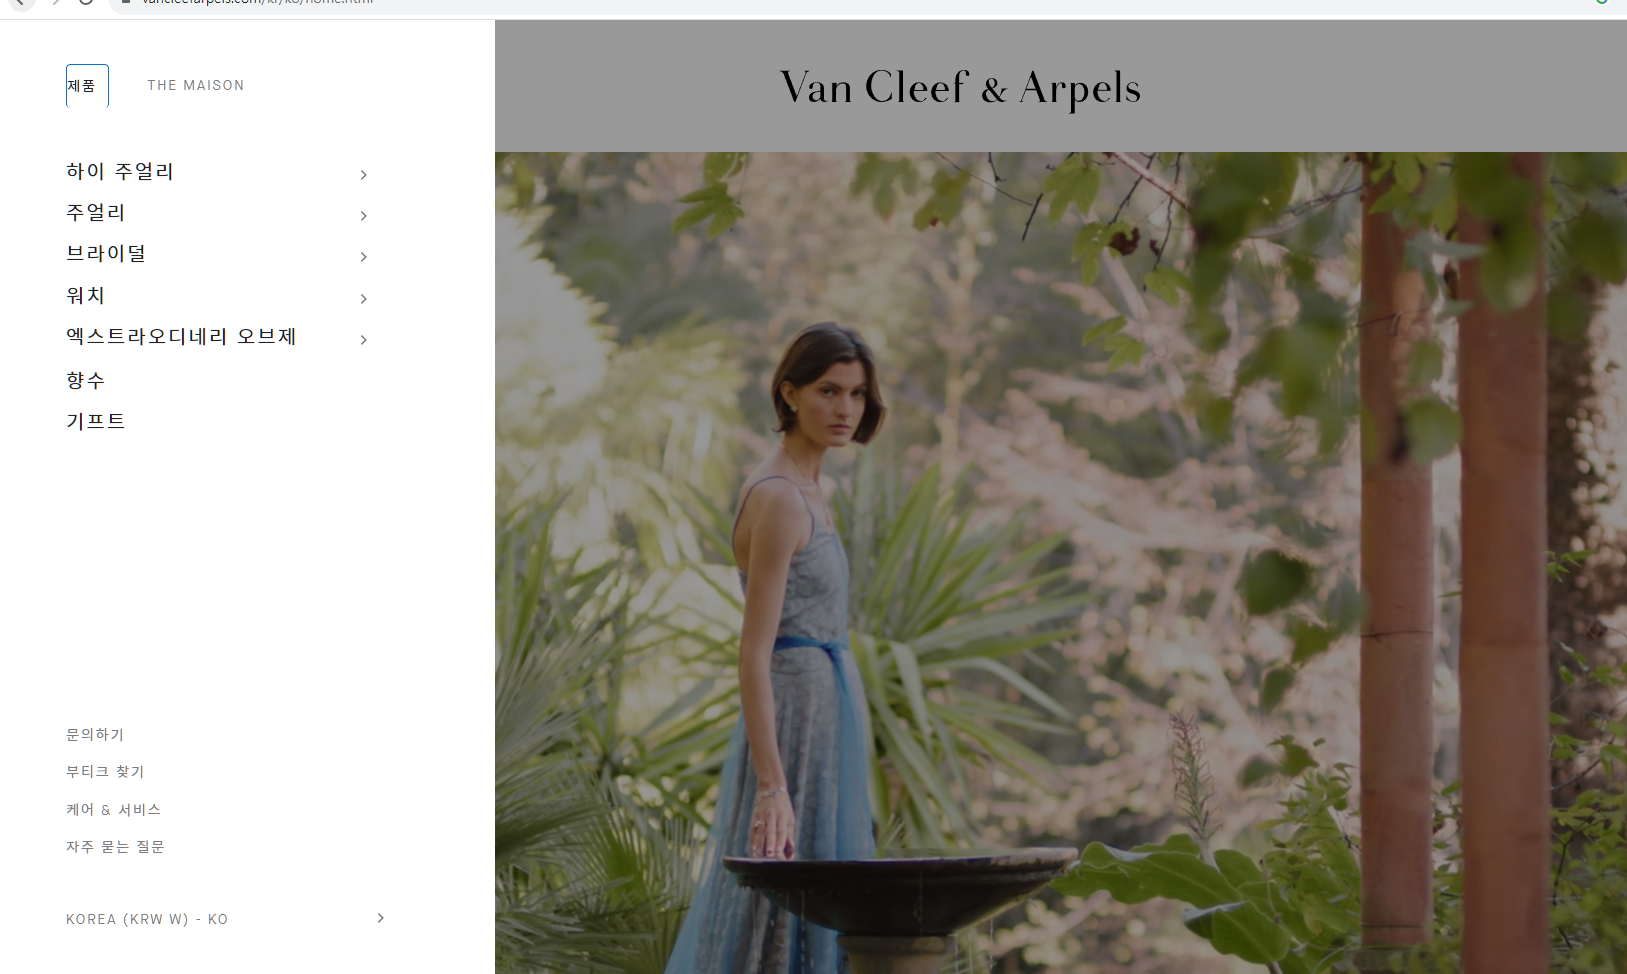 vancleefarpels.com/kr/ko/home.html
제품
THE MAISON
Van Cleef & Arpels
하이 주얼리
주얼리
브라이덜
워치
엑스트라오디네리 오브제
향수
기프트
문의하기
부티크 찾기
케어 & 서비스
자주 묻는 질문
KOREA (KRW W) - KO